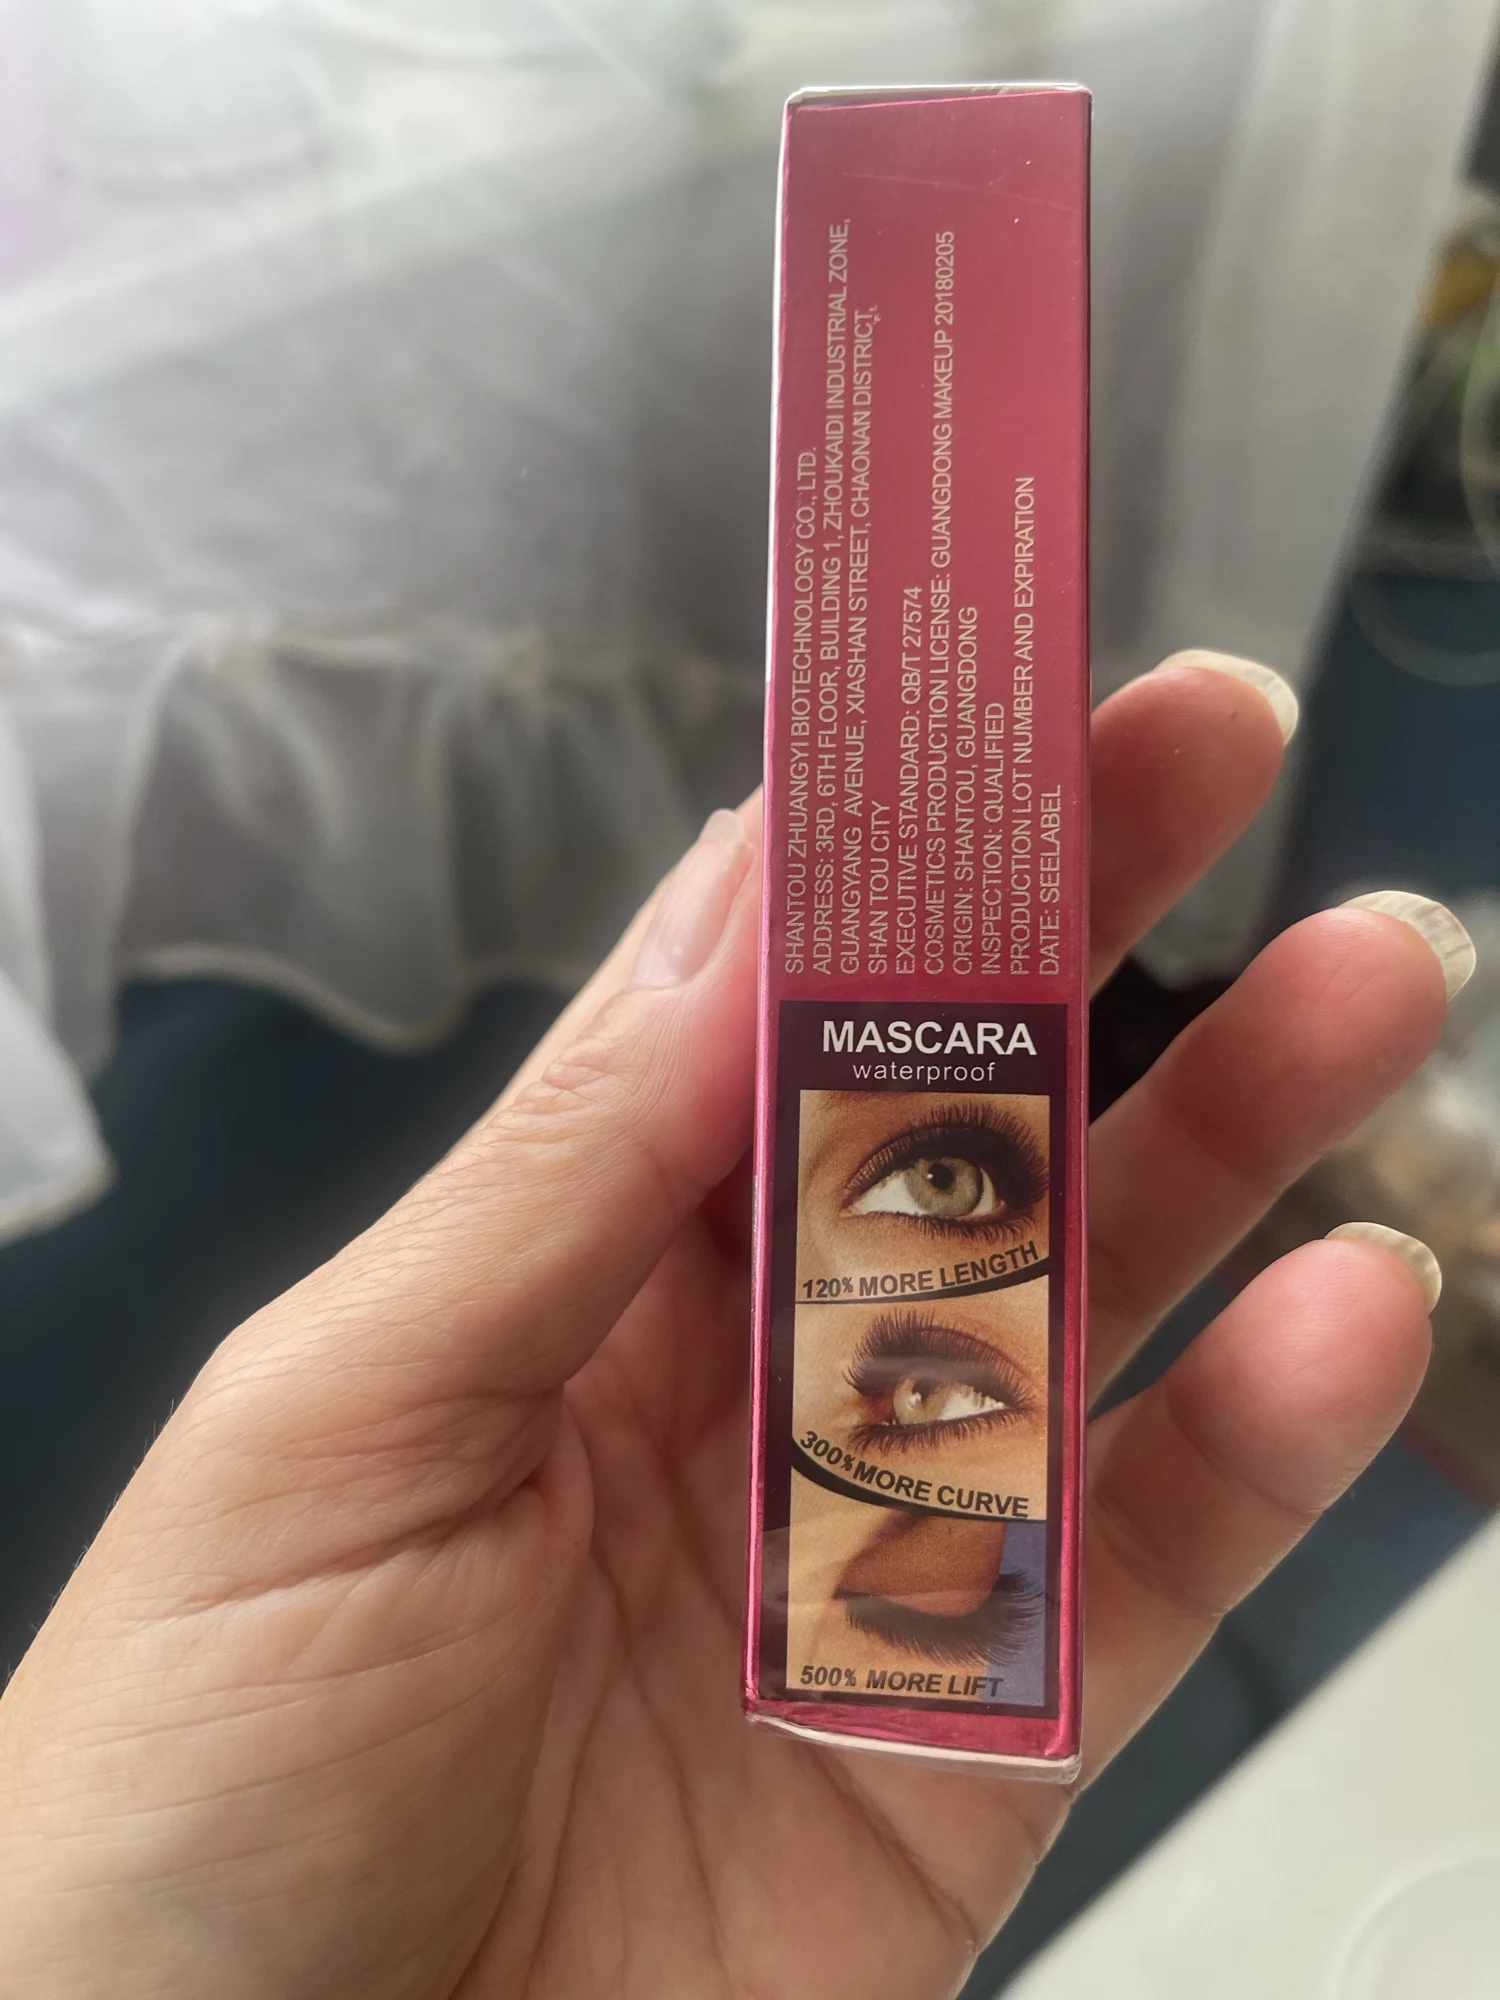 SHANTOU ZHUANGYI BIOTECHNOLOGY CO., LTD.
ADDRESS: 3RD, 6TH FLOOR, BUILDING 1, ZHOUKAIDI INDUSTRIAL ZONE,
GUANGYANG AVENUE, XIASHAN STREET, CHAONAN DISTRICT,
SHAN TOU CITY
EXECUTIVE STANDARD: QB/T 27574
COSMETICS PRODUCTION LICENSE: GUANGDONG MAKEUP 20180205
ORIGIN: SHANTOU, GUANGDONG
INSPECTION: QUALIFIED
PRODUCTION LOT NUMBER AND EXPIRATION
DATE: SEELABEL
MASCARA
waterproof
120% MORE LENGTH
300% MORE CURVE
500% MORE LIFT